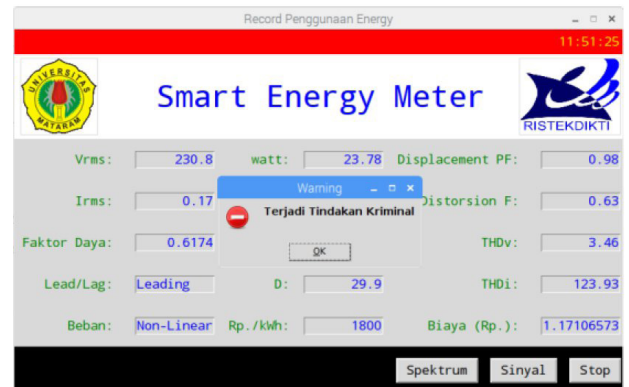 Record Penggunaan Energy
11:51:25
UNIVERSITAS MATARAM
Smart Energy Meter
RISTEKDIKTI
Vrms: 230.8 watt: 23.78 Displacement PF: 0.98
Warning
Irms: 0.17 Distorsion F: 0.63
Terjadi Tindakan Kriminal
Faktor Daya: 0.6174 THDv: 3.46
OK
Lead/Lag: Leading D: 29.9 THDi: 123.93
Beban: Non-Linear Rp./kWh: 1800 Biaya (Rp.): 1.17106573
Spektrum Sinyal Stop